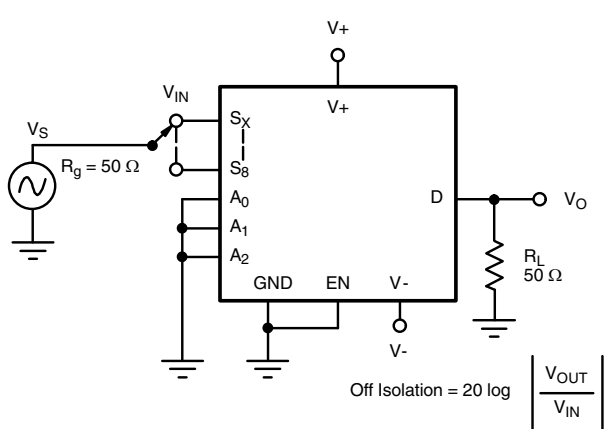 V+
V+
VIN
VS
Rg = 50 Ω
SX
S8
A0
A1
A2
D
VO
RL
50 Ω
GND EN V-
V-
Off Isolation = 20 log
VOUT
VIN